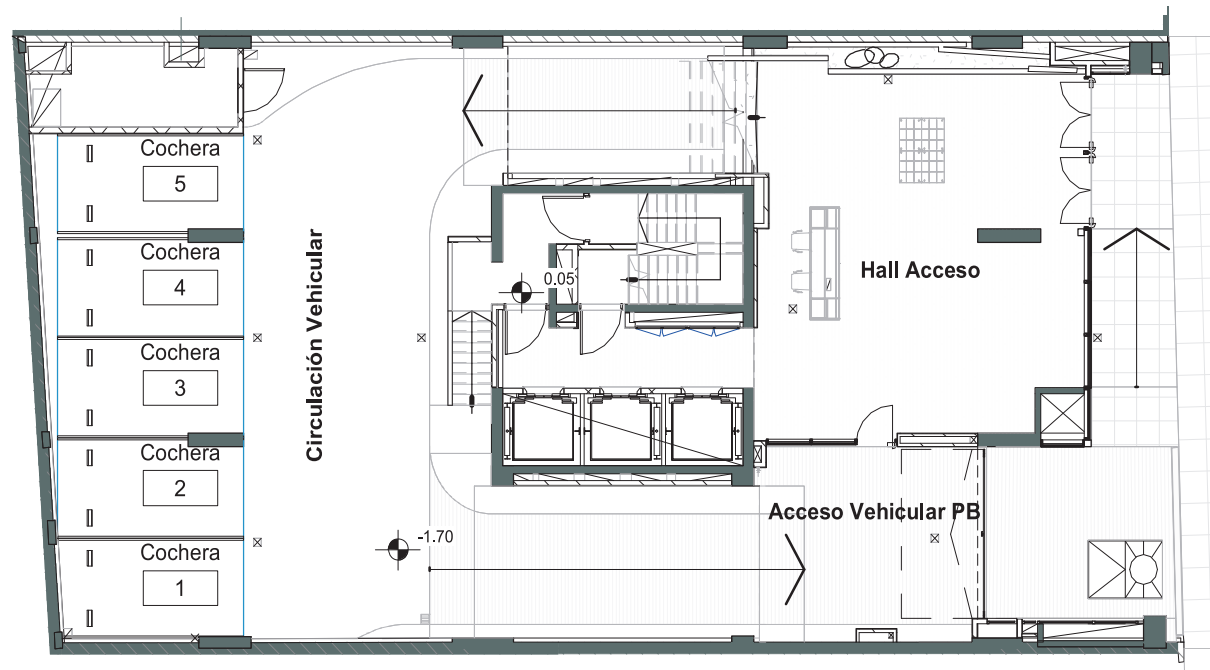 Cochera
5
Cochera
4
Cochera
3
Cochera
2
Cochera
1
Circulación Vehicular
0.05
Hall Acceso
Acceso Vehicular PB
-1.70